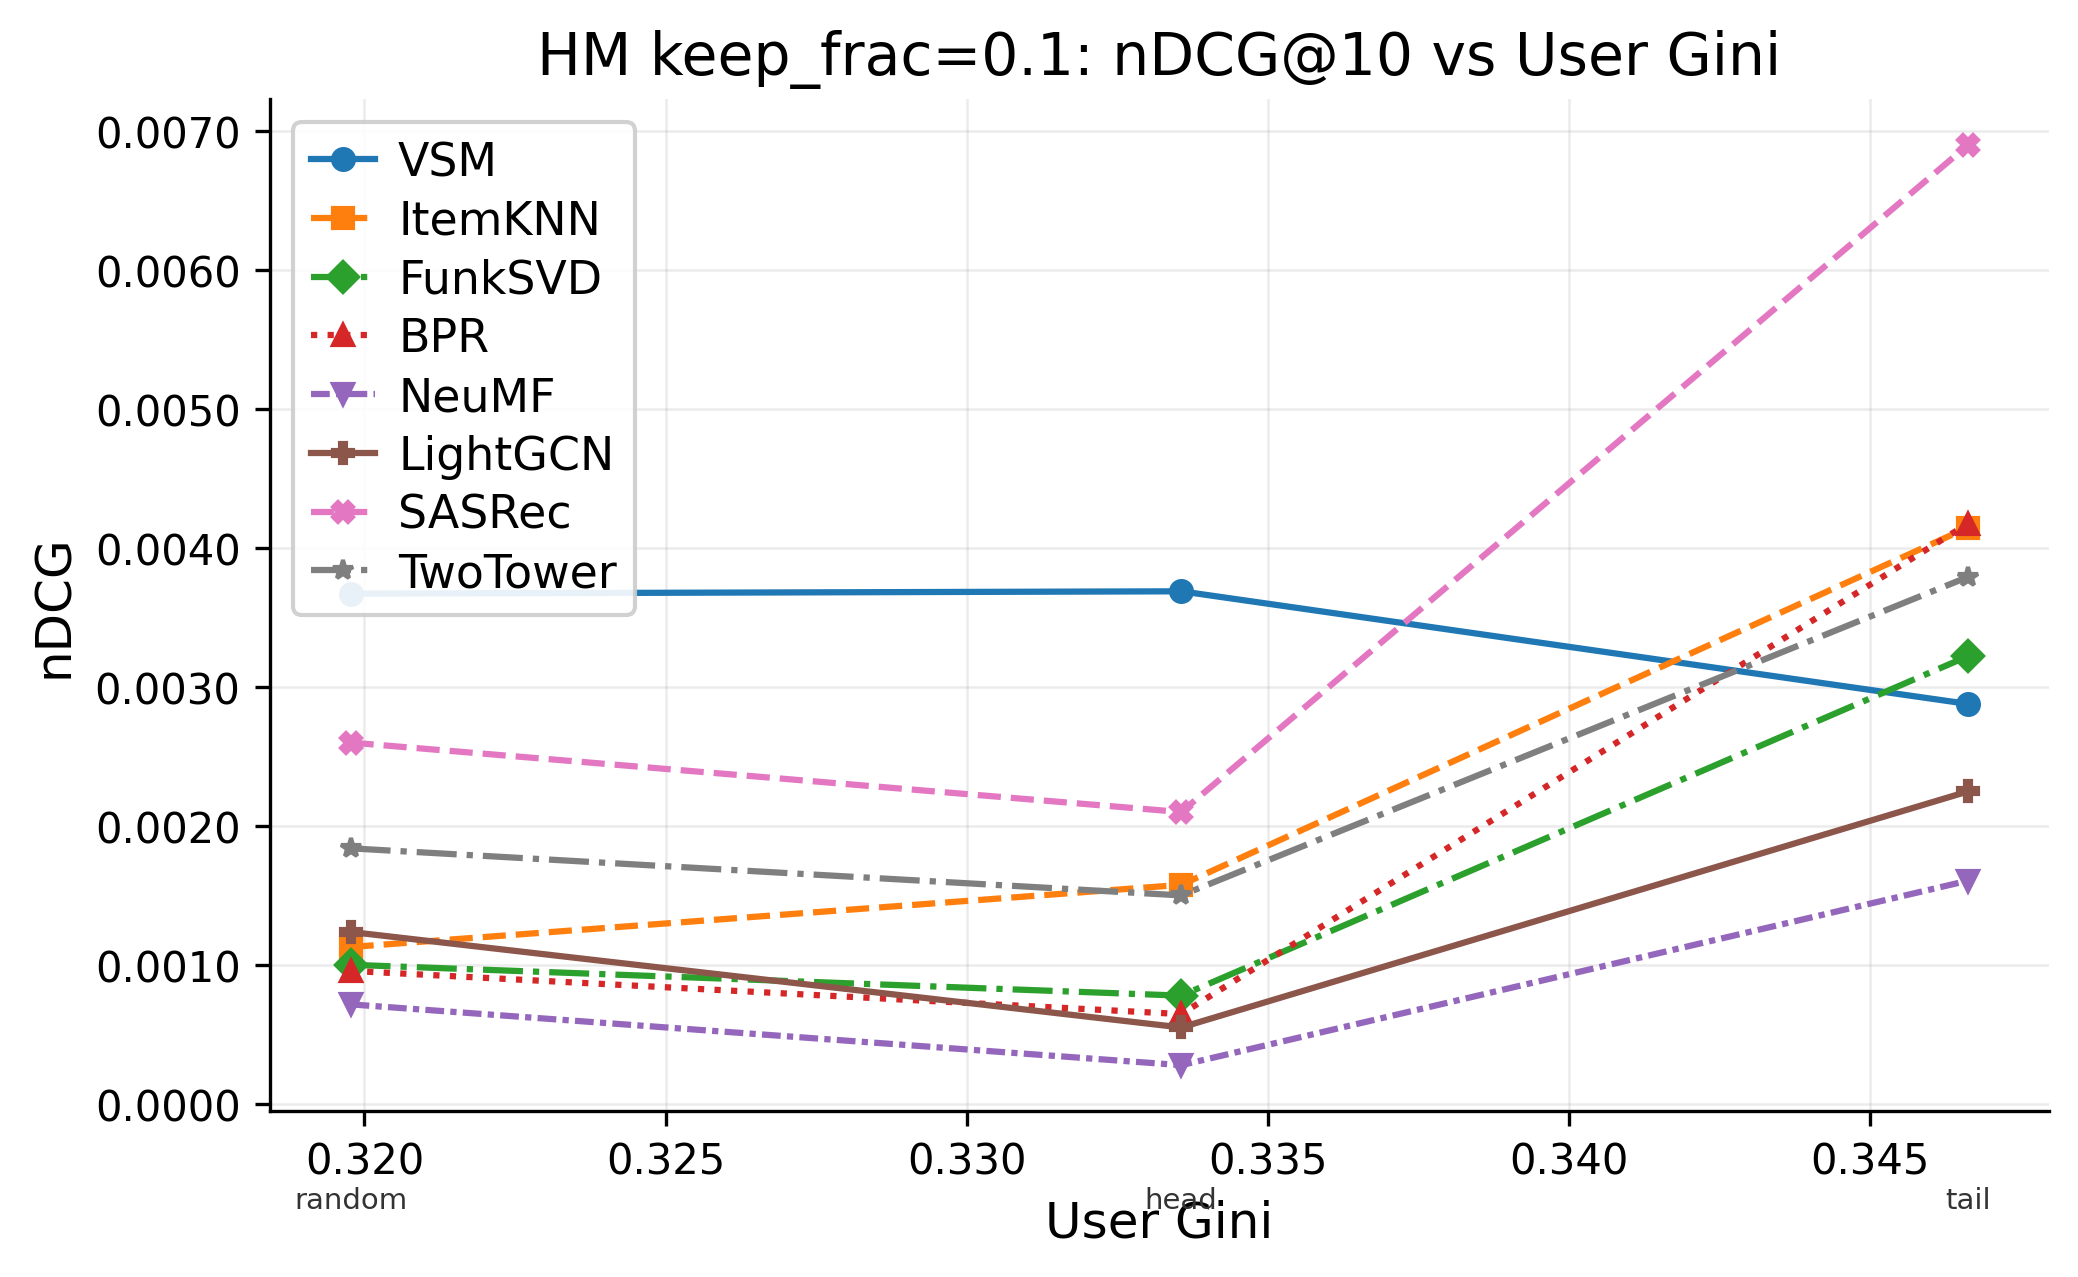 HM keep_frac=0.1: nDCG@10 vs User Gini
nDCG
0.0070
0.0060
0.0050
0.0040
0.0030
0.0020
0.0010
0.0000
VSM
ItemKNN
FunkSVD
BPR
NeuMF
LightGCN
SASRec
TwoTower
0.320
0.325
0.330
0.335
0.340
0.345
random
head
tail
User Gini